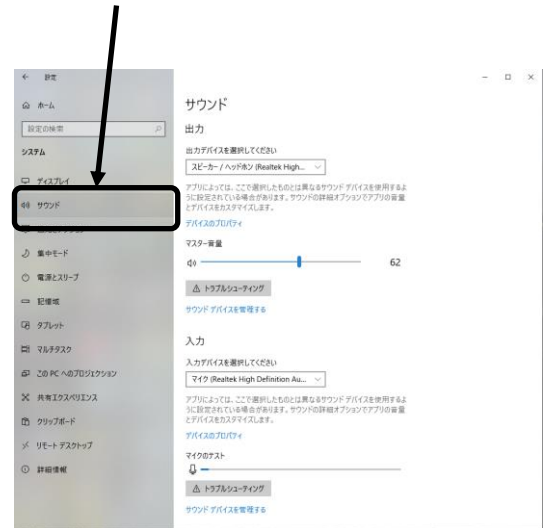 設定
ホーム
設定の検索
システム
ディスプレイ
サウンド
集中モード
電源とスリープ
記憶域
タブレット
マルチタスク
この PC へのプロジェクション
共有エクスペリエンス
クリップボード
リモート デスクトップ
詳細情報
サウンド
出力
出力デバイスを選択してください
スピーカー / ヘッドホン (Realtek High...
アプリによっては、ここで選択したものとは異なるサウンド デバイスを使用するよ
うに設定されている場合があります。サウンドの詳細オプションでアプリの音量
とデバイスをカスタマイズします。
デバイスのプロパティ
マスター音量
62
トラブルシューティング
サウンド デバイスを管理する
入力
入力デバイスを選択してください
マイク (Realtek High Definition Au...
アプリによっては、ここで選択したものとは異なるサウンド デバイスを使用するよ
うに設定されている場合があります。サウンドの詳細オプションでアプリの音量
とデバイスをカスタマイズします。
デバイスのプロパティ
マイクのテスト
トラブルシューティング
サウンド デバイスを管理する